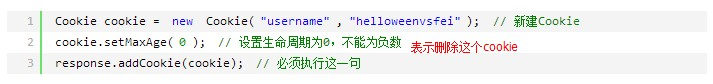 1 Cookie cookie = new Cookie( "username" , "helloweenvsfei" ); // 新建Cookie
2 cookie.setMaxAge( 0 ); // 设置生命周期为0，不能为负数 表示删除这个cookie
3 response.addCookie(cookie); // 必须执行这一句